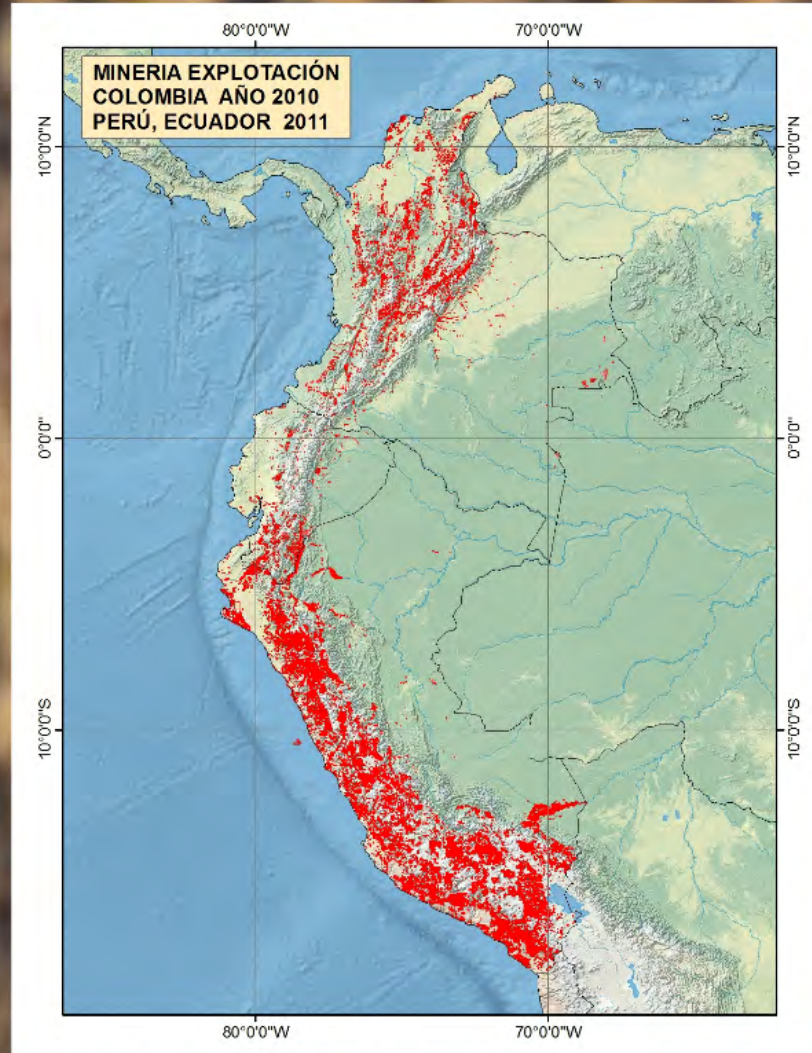 80°0'0"W 70°0'0"W
MINERIA EXPLOTACIÓN
COLOMBIA AÑO 2010
PERÚ, ECUADOR 2011
10°0'0"N 10°0'0"N
0°0'0" 0°0'0"
10°0'0"S 10°0'0"S
80°0'0"W 70°0'0"W